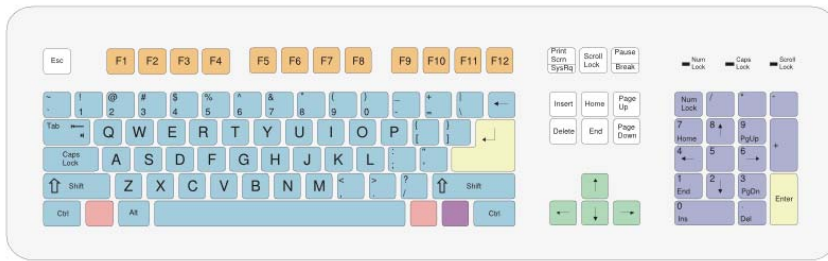 Esc F1 F2 F3 F4 F5 F6 F7 F8 F9 F10 F11 F12 Print Scrn SysRq Scroll Lock Pause Break Num Lock Caps Lock Scroll Lock
~ ` ! 1 @ 2 # 3 $ 4 % 5 ^ 6 & 7 * 8 ( 9 ) 0 _ - + = | \ ← Insert Home Page Up Num Lock / * -
Tab Q W E R T Y U I O P { [ } ] Delete End Page Down 7 Home 8 ↑ 9 PgUp +
Caps Lock A S D F G H J K L : ; " ' 4 ← 5 6 →
⇧ Shift Z X C V B N M < , > . ? / ⇧ Shift ↑ 1 End 2 ↓ 3 PgDn Enter
Ctrl Alt Ctrl ← ↓ → 0 Ins . Del